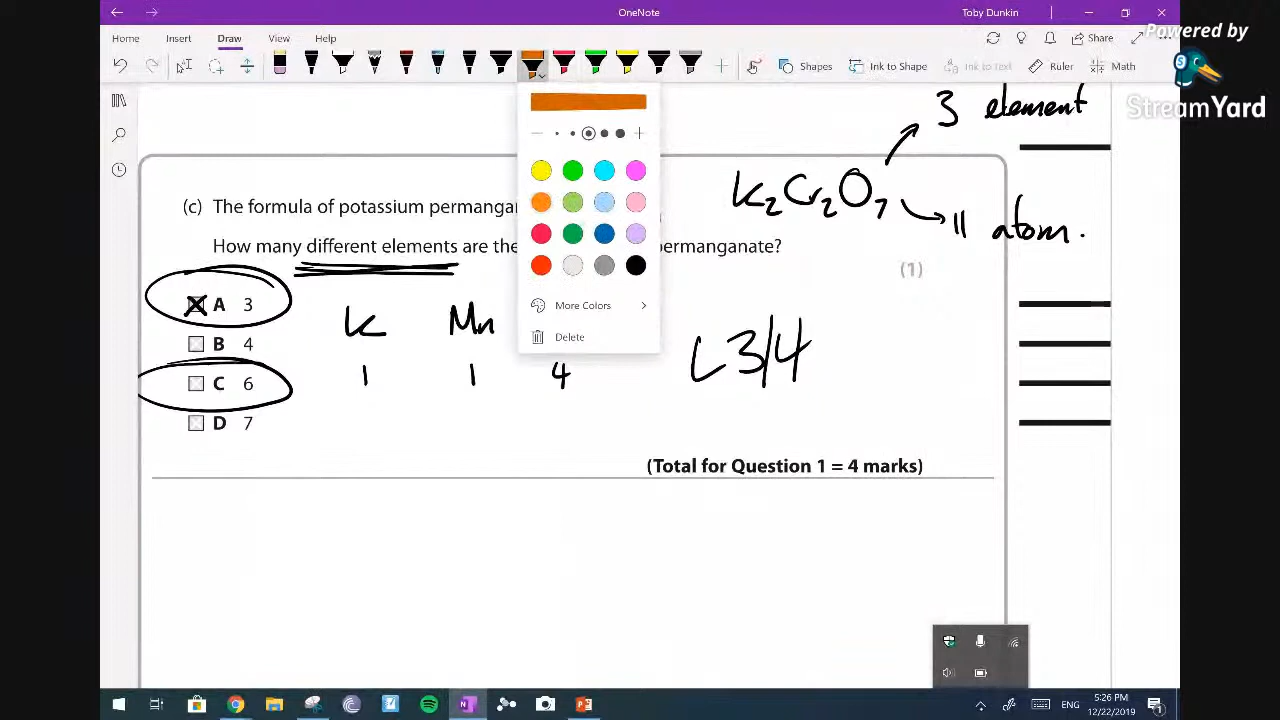 OneNote
Toby Dunkin
Powered by
StreamYard
Home Insert Draw View Help
Share
Shapes Ink to Shape Ink to Text Ruler Math
3 element
K2Cr2O7
11 atom.
(c) The formula of potassium permanga
How many different elements are the permanganate?
(1)
A 3
B 4
C 6
D 7
K Mn
1 1 4
L3/4
More Colors
Delete
(Total for Question 1 = 4 marks)
ENG
5:26 PM
12/22/2019